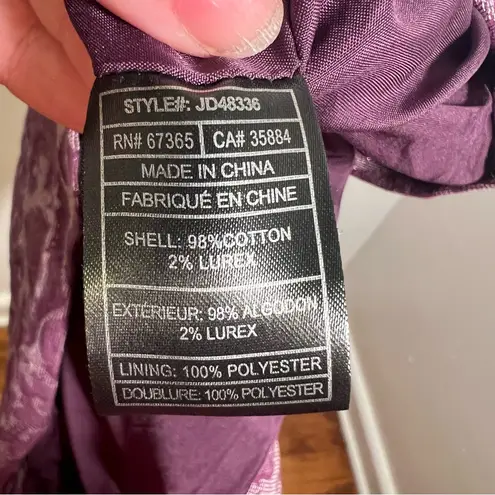 STYLE#: JD48336
RN# 67365 CA# 35884
MADE IN CHINA
FABRIQUÉ EN CHINE
SHELL: 98% COTTON
2% LUREX
EXTERIEUR: 98% ALGODON
2% LUREX
LINING: 100% POLYESTER
DOUBLURE: 100% POLYESTER